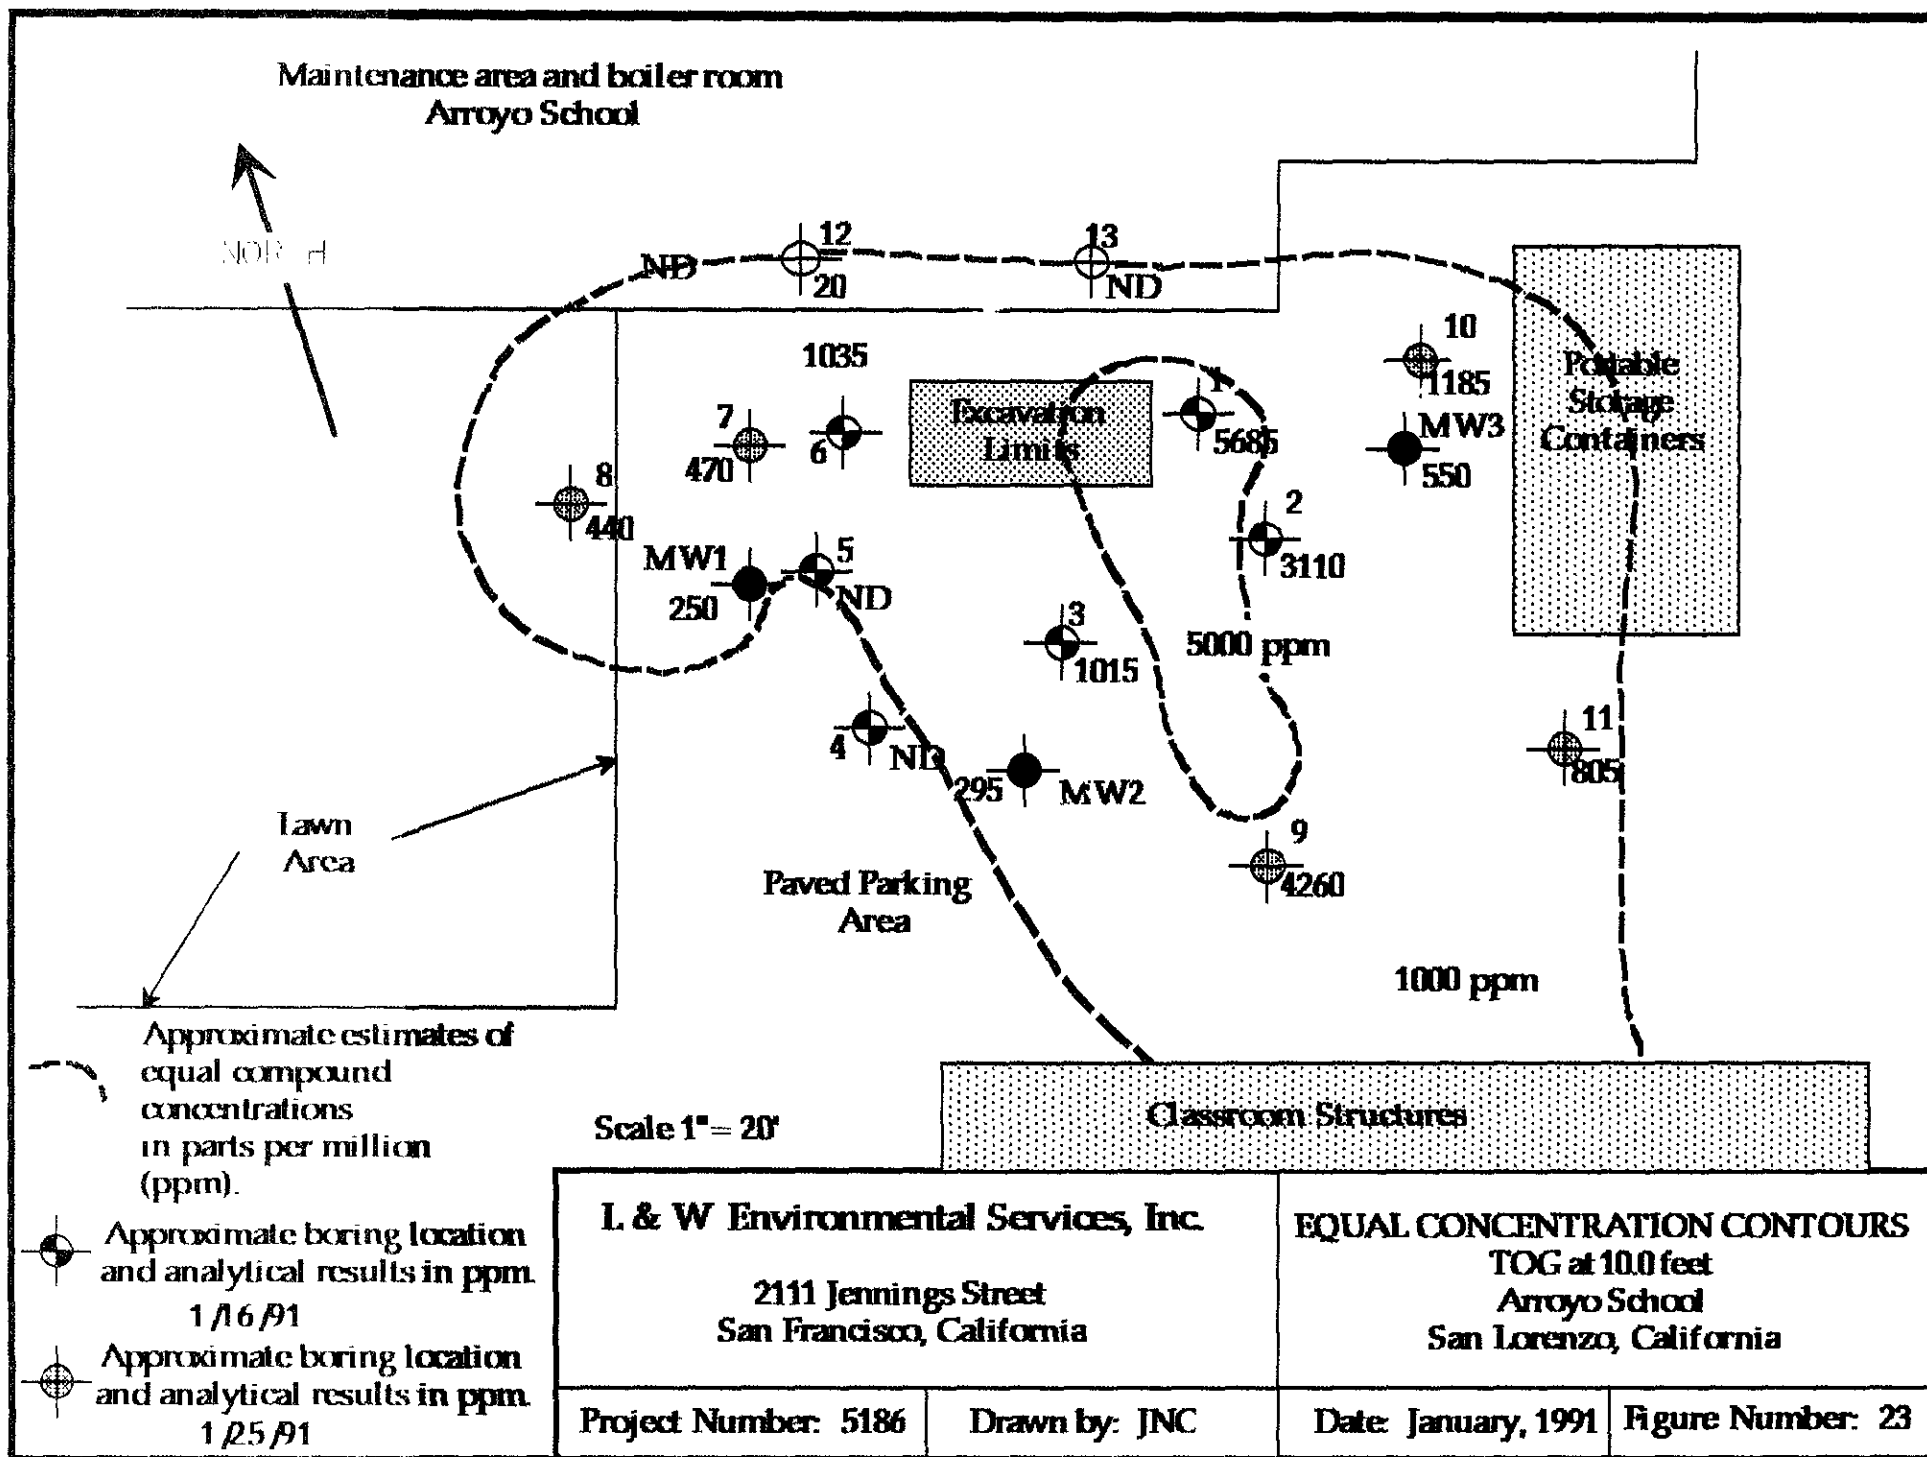 Maintenance area and boiler room
Arroyo School
NORTH
ND
12
20
13
ND
10
1185
1035
7
470
6
Excavation
Limits
1
5685
MW3
550
Portable
Storage
Containers
8
440
2
3110
MW1
250
5
ND
3
1015
5000 ppm
4
ND
295
MW2
11
805
9
4260
Lawn
Area
Paved Parking
Area
1000 ppm
Approximate estimates of
equal compound
concentrations
in parts per million
(ppm).
Scale 1" = 20'
Classroom Structures
Approximate boring location
and analytical results in ppm.
1/16/91
Approximate boring location
and analytical results in ppm.
1/25/91
L & W Environmental Services, Inc.
2111 Jennings Street
San Francisco, California
EQUAL CONCENTRATION CONTOURS
TOG at 10.0 feet
Arroyo School
San Lorenzo, California
Project Number: 5186
Drawn by: JNC
Date: January, 1991
Figure Number: 23